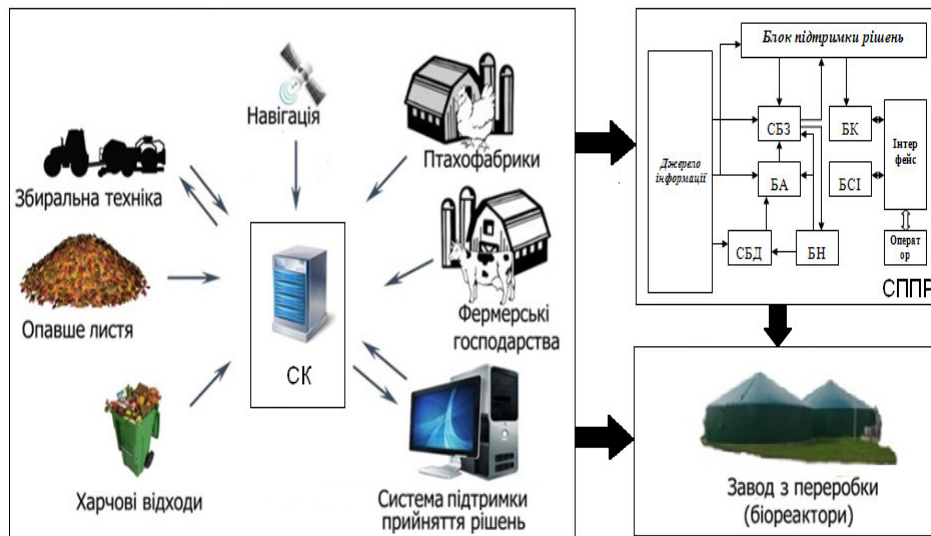 Навігація
Птахофабрики
Збиральна техніка
Опавше листя
СК
Фермерські
господарства
Харчові відходи
Система підтримки
прийняття рішень
Блок підтримки рішень
Джерело
інформації
СБЗ
БК
Інтер
фейс
БА
БСІ
СБД
БН
Операт
ор
СППР
Завод з переробки
(біореактори)